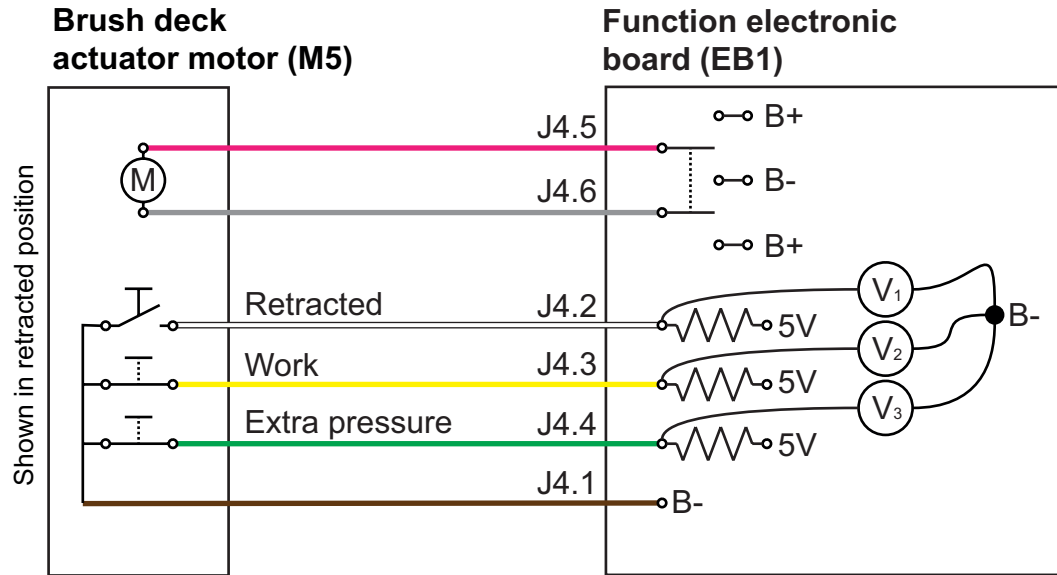 Brush deck
actuator motor (M5)
Function electronic
board (EB1)
J4.5
B+
M
B-
J4.6
B+
Shown in retracted position
Retracted
J4.2
V1
5V
B-
Work
J4.3
V2
5V
Extra pressure
J4.4
V3
5V
J4.1
B-